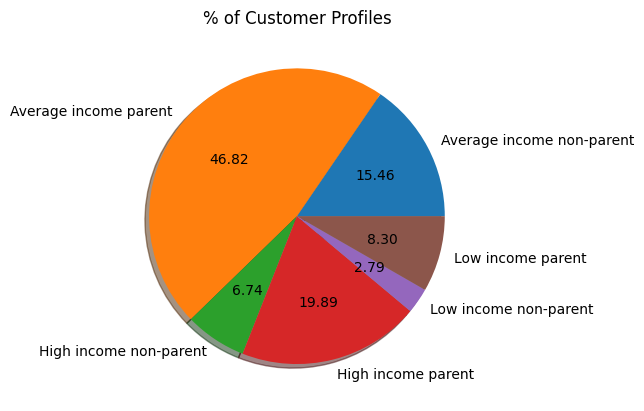 % of Customer Profiles
Average income parent
Average income non-parent
46.82
15.46
8.30
Low income parent
2.79
6.74
19.89
Low income non-parent
High income non-parent
High income parent